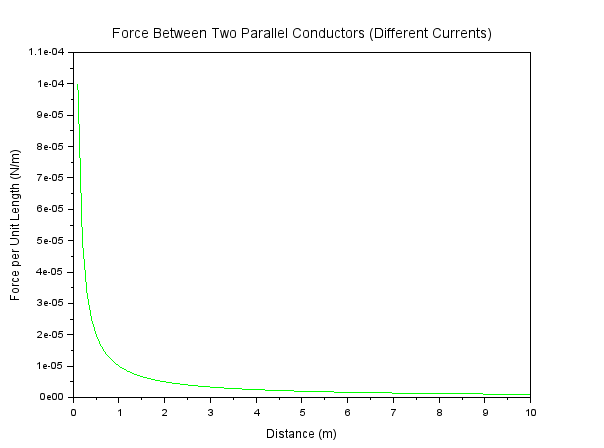 Force Between Two Parallel Conductors (Different Currents)
1.1e-04
1e-04
9e-05
8e-05
7e-05
6e-05
5e-05
4e-05
3e-05
2e-05
1e-05
0e00
Force per Unit Length (N/m)
0 1 2 3 4 5 6 7 8 9 10
Distance (m)